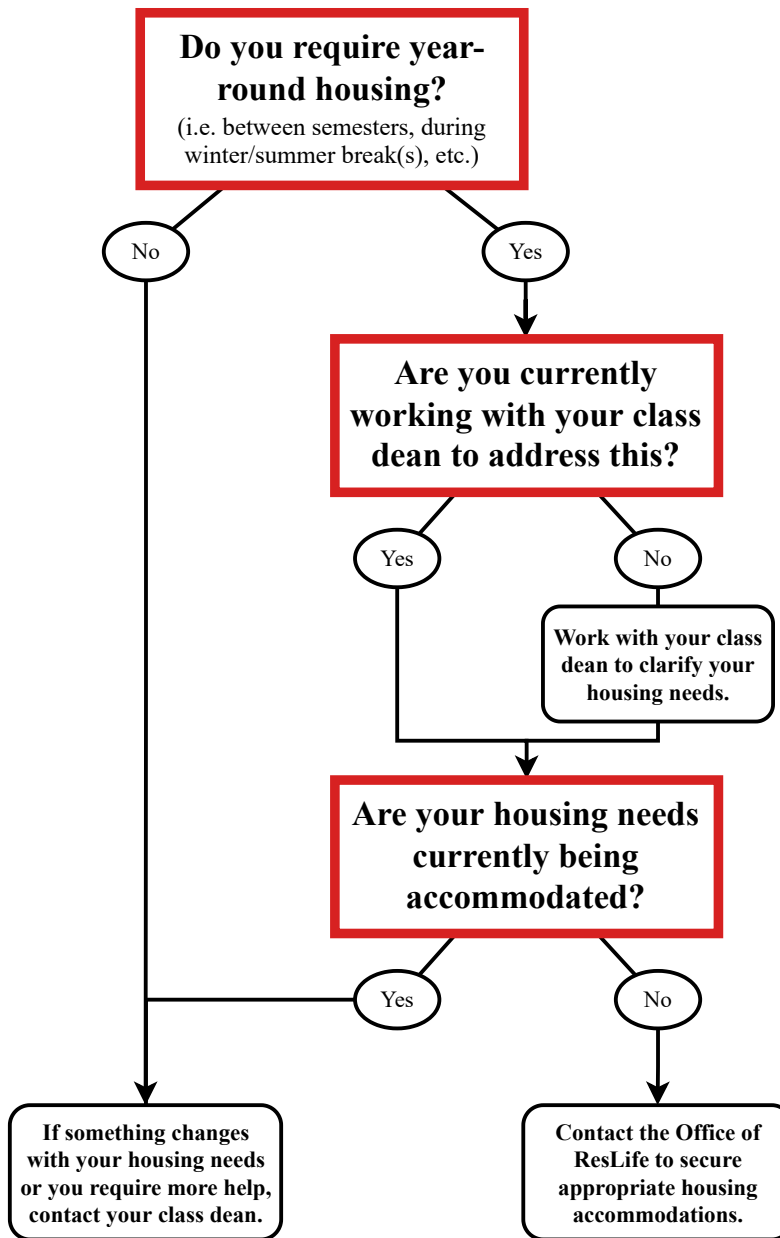 Do you require year-
round housing?
(i.e. between semesters, during
winter/summer break(s), etc.)
No
Yes
Are you currently
working with your class
dean to address this?
Yes
No
Work with your class
dean to clarify your
housing needs.
Are your housing needs
currently being
accommodated?
Yes
No
If something changes
with your housing needs
or you require more help,
contact your class dean.
Contact the Office of
ResLife to secure
appropriate housing
accommodations.